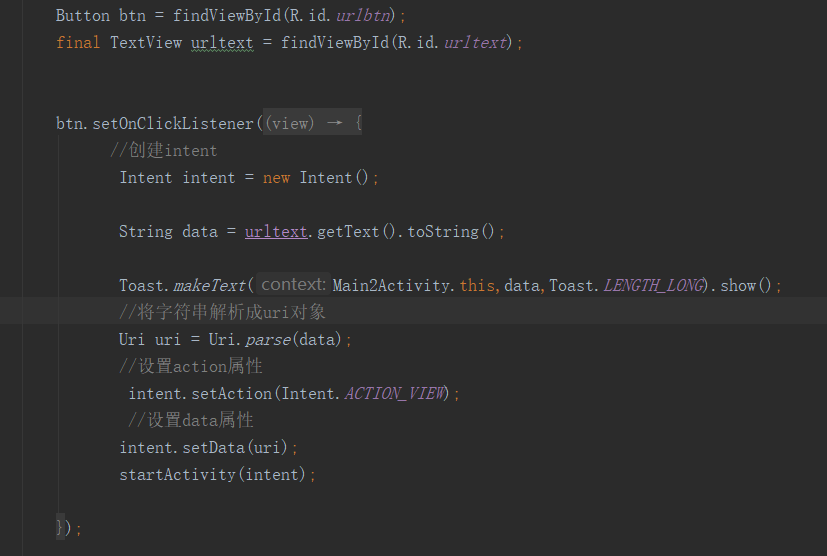 Button btn = findViewById(R.id.urlbtn);
final TextView urltext = findViewById(R.id.urltext);
btn.setOnClickListener((view) → {
//创建intent
Intent intent = new Intent();
String data = urltext.getText().toString();
Toast.makeText( context: Main2Activity.this,data,Toast.LENGTH_LONG).show();
//将字符串解析成uri对象
Uri uri = Uri.parse(data);
//设置action属性
intent.setAction(Intent.ACTION_VIEW);
//设置data属性
intent.setData(uri);
startActivity(intent);
});